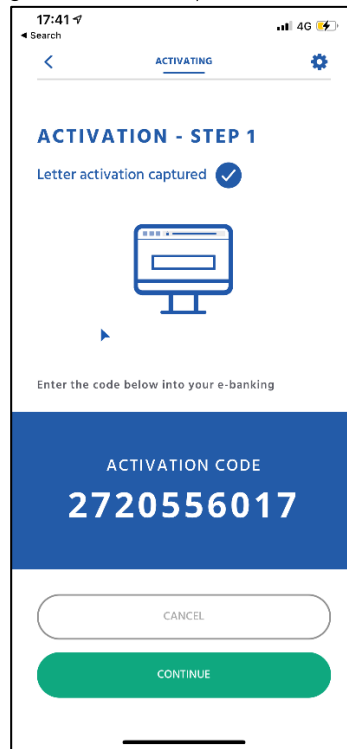 17:41
4G
Search
ACTIVATING
ACTIVATION - STEP 1
Letter activation captured
Enter the code below into your e-banking
ACTIVATION CODE
2720556017
CANCEL
CONTINUE